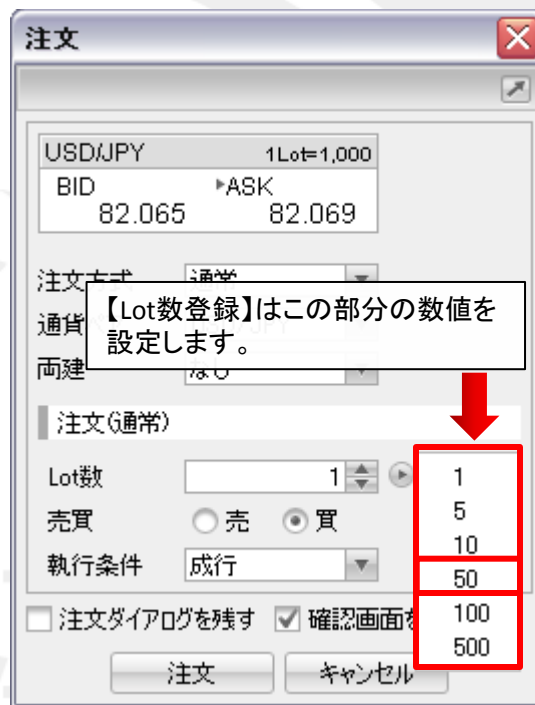 注文
USD/JPY 1Lot=1,000
BID ASK
82.065 82.069
注文方式 通常
【Lot数登録】はこの部分の数値を
設定します。
通貨
両建 なし
注文(通常)
Lot数 1
売買 売 買
執行条件 成行
1
5
10
50
100
500
注文ダイアログを残す 確認画面を
注文 キャンセル